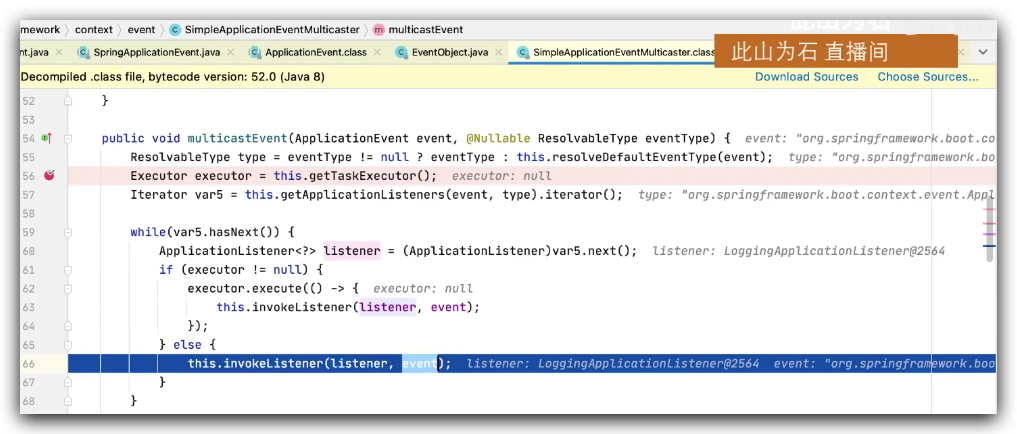 mework context event SimpleApplicationEventMulticaster multicastEvent
nt.java SpringApplicationEvent.java ApplicationEvent.class EventObject.java SimpleApplicationEventMulticaster.class
此山为石 直播间
Decompiled .class file, bytecode version: 52.0 (Java 8) Download Sources Choose Sources...
52 }
53
54 public void multicastEvent(ApplicationEvent event, @Nullable ResolvableType eventType) { event: "org.springframework.boot.co
55 ResolvableType type = eventType != null ? eventType : this.resolveDefaultEventType(event); type: "org.springframework.bo
56 Executor executor = this.getTaskExecutor(); executor: null
57 Iterator var5 = this.getApplicationListeners(event, type).iterator(); type: "org.springframework.boot.context.event.Appl
58
59 while(var5.hasNext()) {
60 ApplicationListener<?> listener = (ApplicationListener)var5.next(); listener: LoggingApplicationListener@2564
61 if (executor != null) {
62 executor.execute(() -> { executor: null
63 this.invokeListener(listener, event);
64 });
65 } else {
66 this.invokeListener(listener, event); listener: LoggingApplicationListener@2564 event: "org.springframework.boo
67 }
68 }